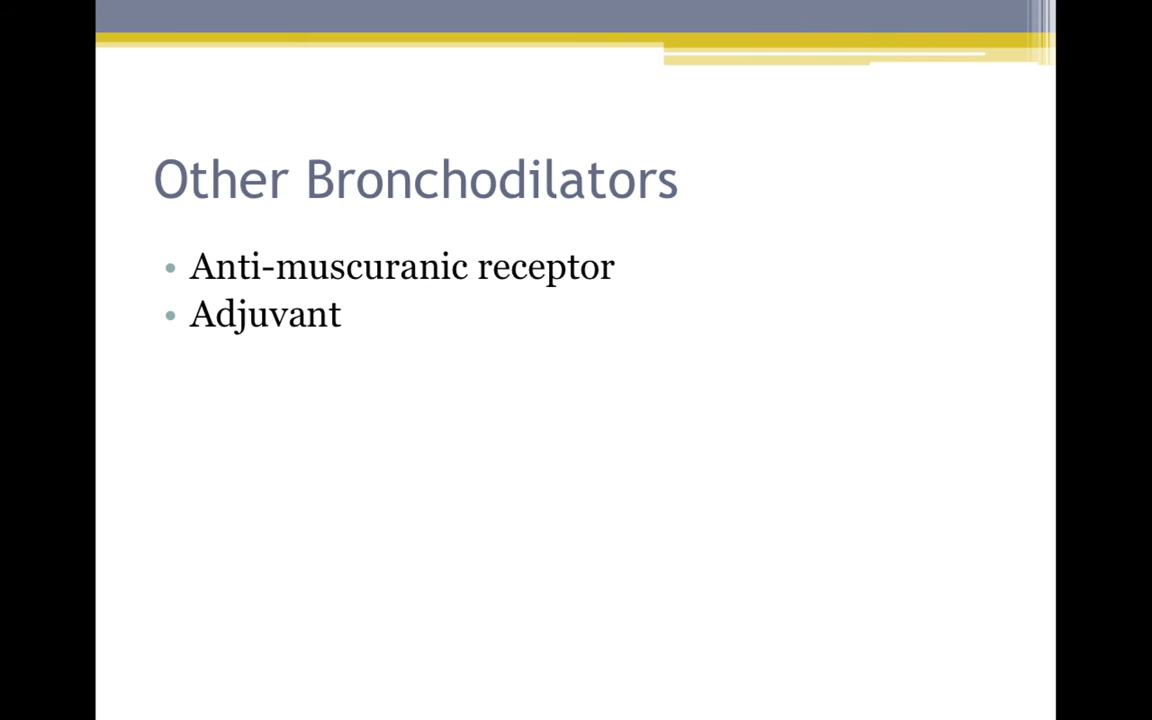 Other Bronchodilators
• Anti-muscuranic receptor
• Adjuvant